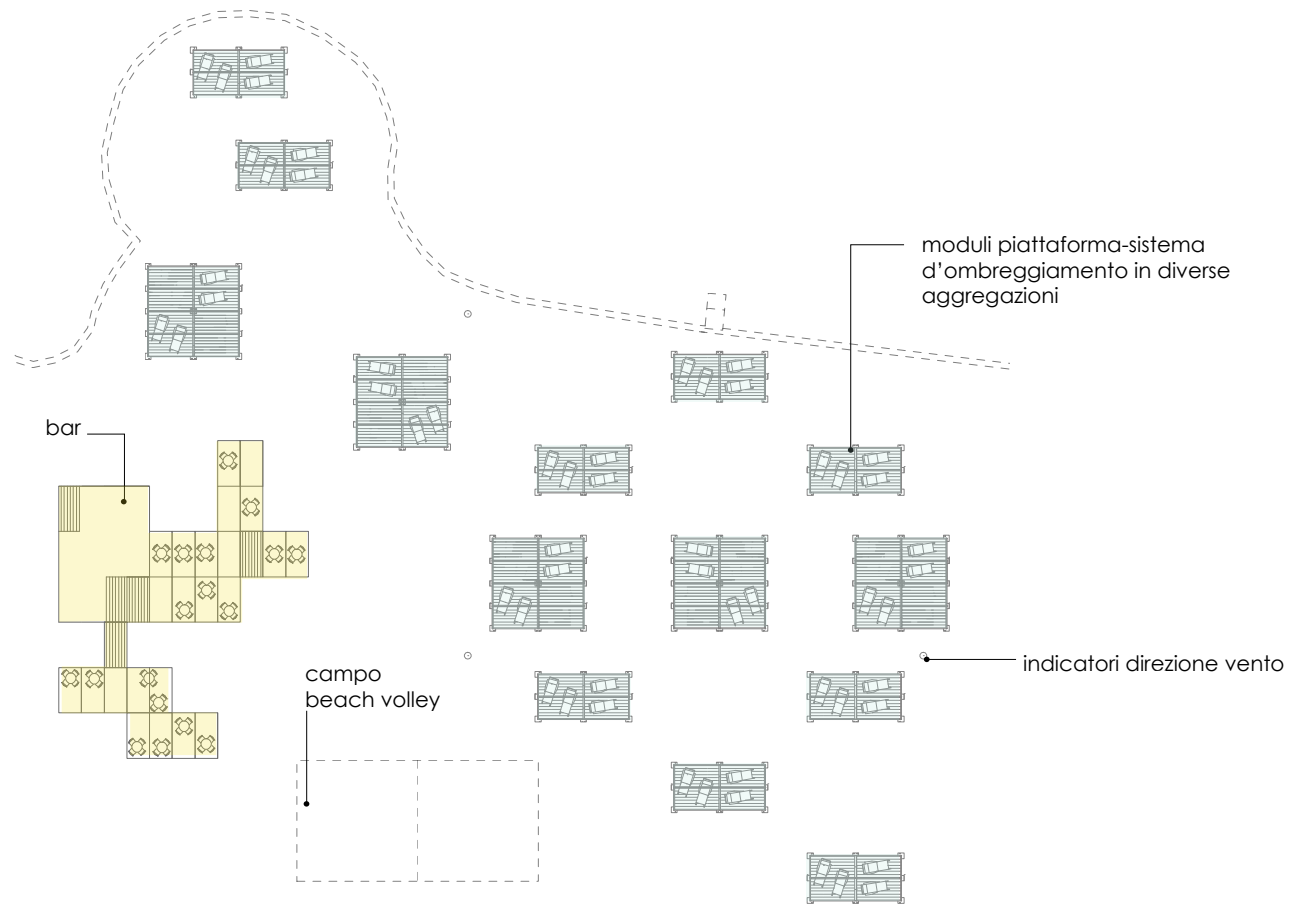 moduli piattaforma-sistema
d'ombreggiamento in diverse
aggregazioni
bar
campo
beach volley
indicatori direzione vento